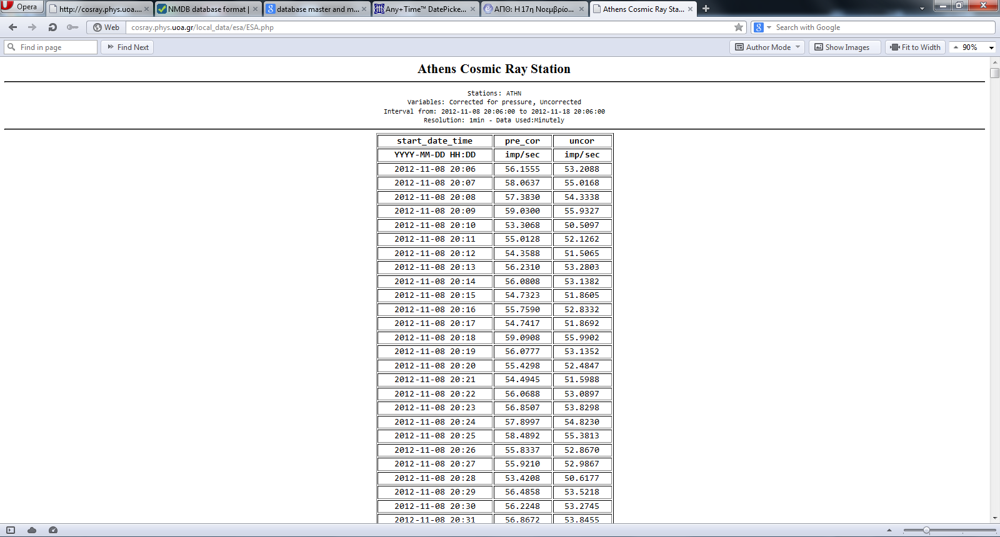 Opera
http://cosray.phys.uoa....
NMDB database format |
database master and m...
Any+Time™ DatePicke...
ΑΠΘ: Η 17η Νοεμβρίο...
Athens Cosmic Ray Sta...
Web
cosray.phys.uoa.gr/local_data/esa/ESA.php
Search with Google
Find in page
Find Next
Author Mode
Show Images
Fit to Width
90%
Athens Cosmic Ray Station
Stations: ATHN
Variables: Corrected for pressure, Uncorrected
Interval from: 2012-11-08 20:06:00 to 2012-11-18 20:06:00
Resolution: 1min - Data Used:Minutely
start_date_time pre_cor uncor
YYYY-MM-DD HH:DD imp/sec imp/sec
2012-11-08 20:06 56.1555 53.2088
2012-11-08 20:07 58.0637 55.0168
2012-11-08 20:08 57.3830 54.3338
2012-11-08 20:09 59.0300 55.9327
2012-11-08 20:10 53.3068 50.5097
2012-11-08 20:11 55.0128 52.1262
2012-11-08 20:12 54.3588 51.5065
2012-11-08 20:13 56.2310 53.2803
2012-11-08 20:14 56.0808 53.1382
2012-11-08 20:15 54.7323 51.8605
2012-11-08 20:16 55.7590 52.8332
2012-11-08 20:17 54.7417 51.8692
2012-11-08 20:18 59.0908 55.9902
2012-11-08 20:19 56.0777 53.1352
2012-11-08 20:20 55.4298 52.4847
2012-11-08 20:21 54.4945 51.5988
2012-11-08 20:22 56.0688 53.0897
2012-11-08 20:23 56.8507 53.8298
2012-11-08 20:24 57.8997 54.8230
2012-11-08 20:25 58.4892 55.3813
2012-11-08 20:26 55.8337 52.8670
2012-11-08 20:27 55.9210 52.9867
2012-11-08 20:28 53.4208 50.6177
2012-11-08 20:29 56.4858 53.5218
2012-11-08 20:30 56.2248 53.2745
2012-11-08 20:31 56.8672 53.8455